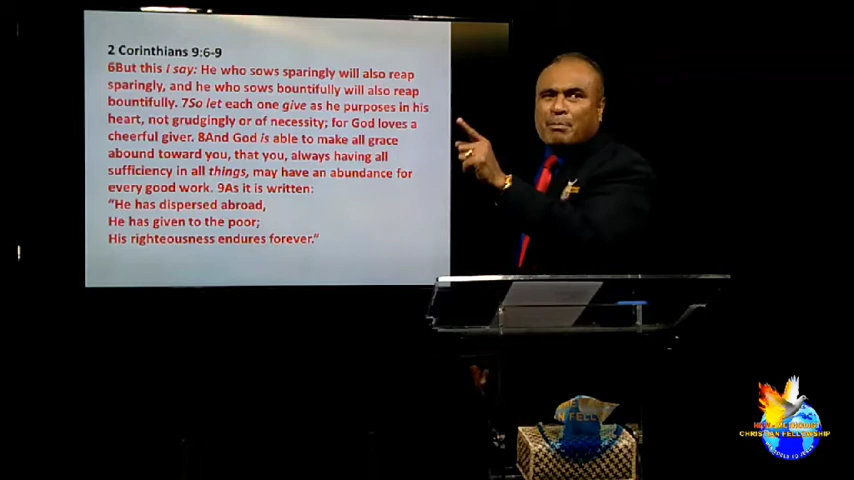 2 Corinthians 9:6-9
6But this I say: He who sows sparingly will also reap
sparingly, and he who sows bountifully will also reap
bountifully. 7So let each one give as he purposes in his
heart, not grudgingly or of necessity; for God loves a
cheerful giver. 8And God is able to make all grace
abound toward you, that you, always having all
sufficiency in all things, may have an abundance for
every good work. 9As it is written:
“He has dispersed abroad,
He has given to the poor;
His righteousness endures forever.”
CHRISTIAN FELLOWSHIP